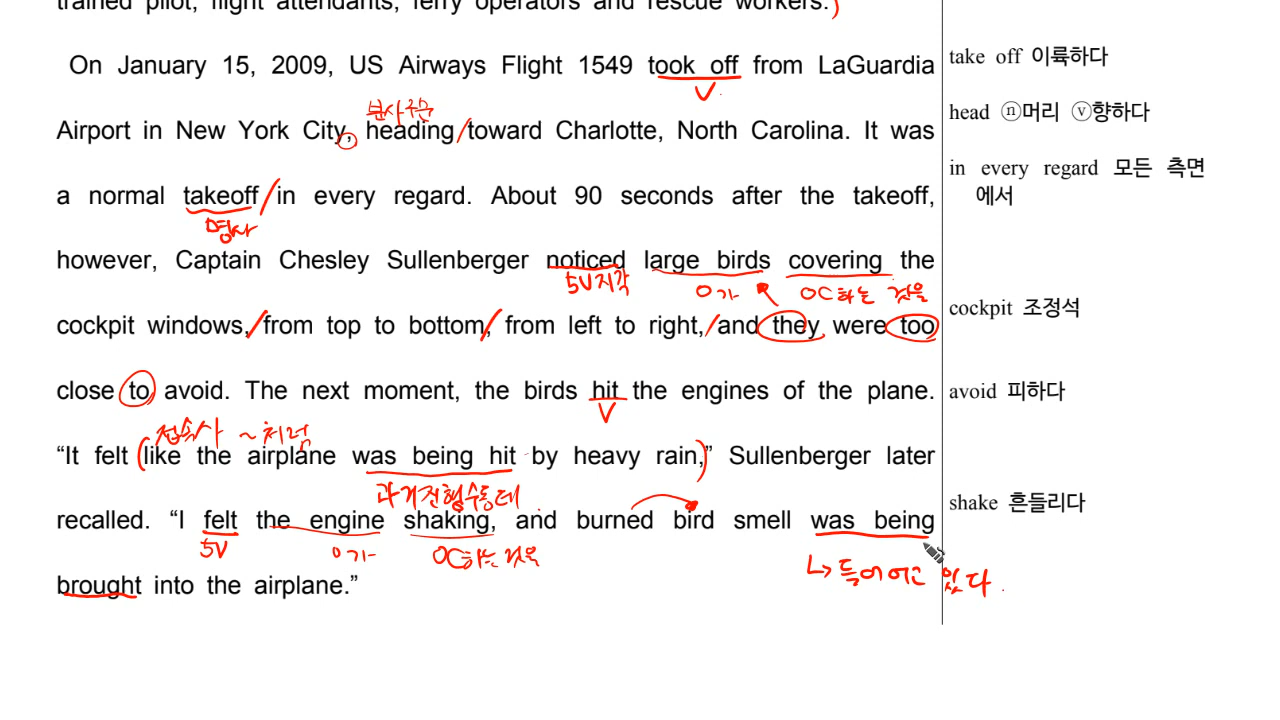 trained pilot, flight attendants, ferry operators and rescue workers.)
On January 15, 2009, US Airways Flight 1549 took off from LaGuardia
take off 이륙하다
V
head ⓝ머리 ⓥ향하다
분사구문
Airport in New York City, heading/toward Charlotte, North Carolina. It was
in every regard 모든 측면
에서
a normal takeoff/in every regard. About 90 seconds after the takeoff,
명사
however, Captain Chesley Sullenberger noticed large birds covering the
5V지각 O가 OC하는 것을
cockpit 조정석
cockpit windows,/from top to bottom,/from left to right,/and they were too
close to avoid. The next moment, the birds hit the engines of the plane.
avoid 피하다
V
접속사 ~처럼
“It felt (like the airplane was being hit by heavy rain,)” Sullenberger later
과거진행수동태
shake 흔들리다
recalled. “I felt the engine shaking, and burned bird smell was being
5V O가 OC하는 것을
↳ 들어오고 있다.
brought into the airplane.”